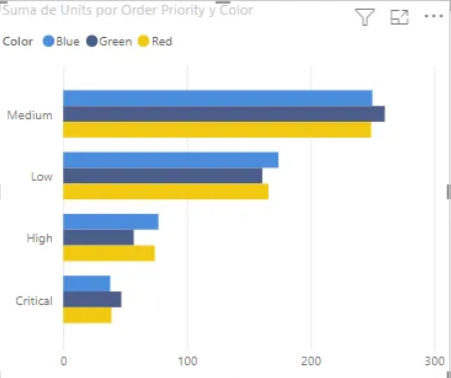 Suma de Units por Order Priority y Color
Color Blue Green Red
Medium
Low
High
Critical
0 100 200 300